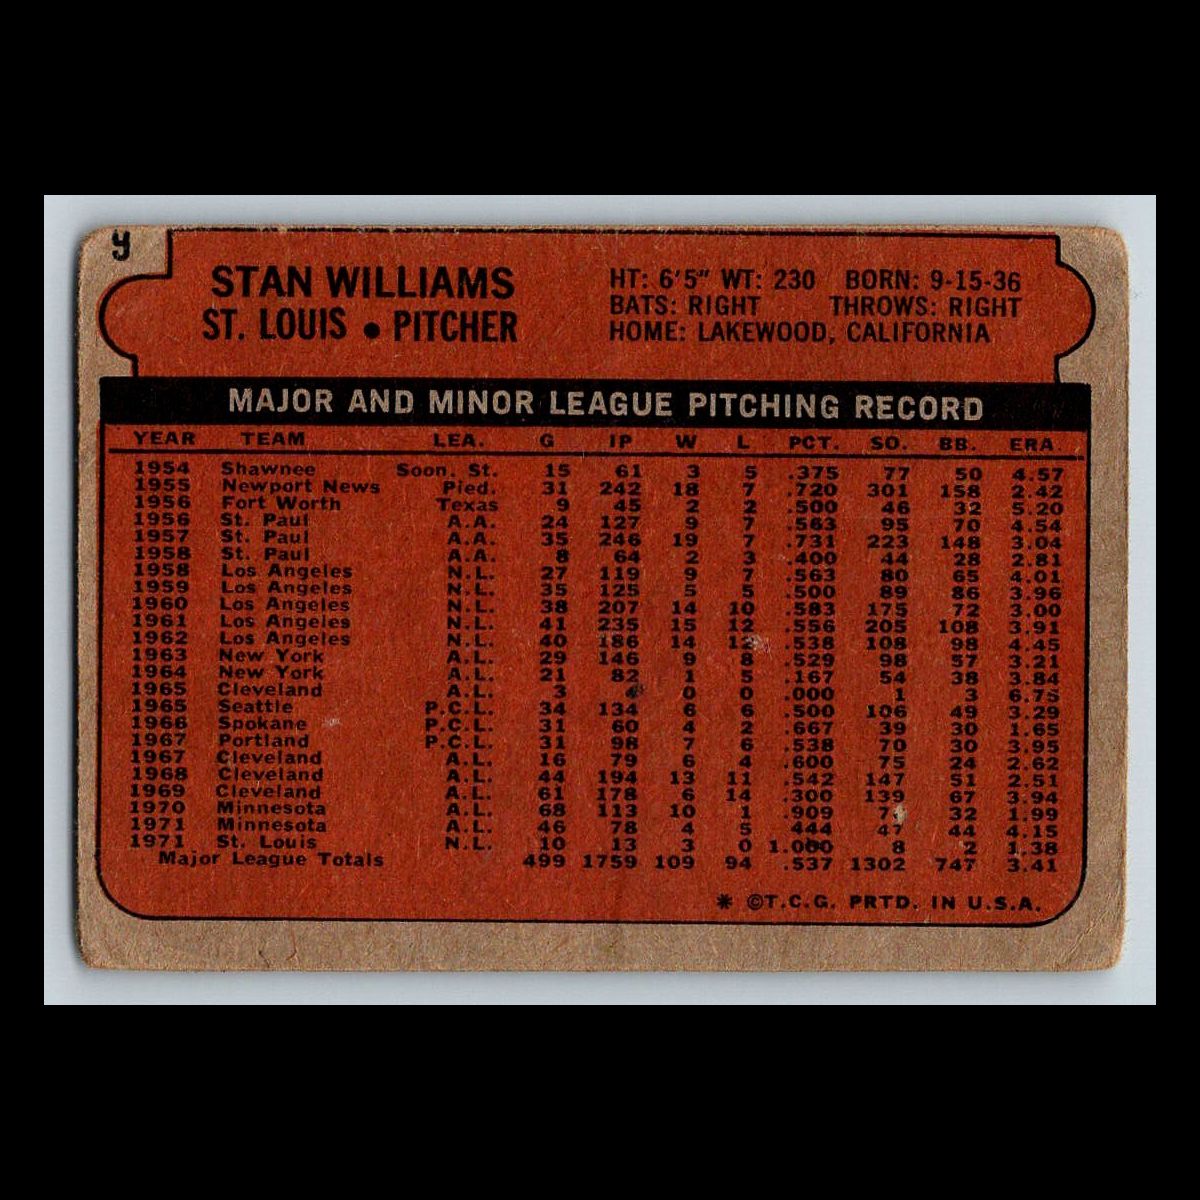 9
STAN WILLIAMS
ST. LOUIS • PITCHER
HT: 6'5" WT: 230 BORN: 9-15-36
BATS: RIGHT THROWS: RIGHT
HOME: LAKEWOOD, CALIFORNIA
MAJOR AND MINOR LEAGUE PITCHING RECORD
YEAR TEAM LEA. G IP W L PCT. SO. BB. ERA
1954 Shawnee Soon. St. 15 61 3 5 .375 77 50 4.57
1955 Newport News Pied. 31 242 18 7 .720 301 158 2.42
1956 Fort Worth Texas 9 45 2 2 .500 46 32 5.20
1956 St. Paul A.A. 24 127 9 7 .563 95 70 4.54
1957 St. Paul A.A. 35 246 19 7 .731 223 148 3.04
1958 St. Paul A.A. 8 64 2 3 .400 44 28 2.81
1958 Los Angeles N.L. 27 119 9 7 .563 80 65 4.01
1959 Los Angeles N.L. 35 125 5 5 .500 89 86 3.96
1960 Los Angeles N.L. 38 207 14 10 .583 175 72 3.00
1961 Los Angeles N.L. 41 235 15 12 .556 205 108 3.91
1962 Los Angeles N.L. 40 186 14 12 .538 108 98 4.45
1963 New York A.L. 29 146 9 8 .529 98 57 3.21
1964 New York A.L. 21 82 1 5 .167 54 38 3.84
1965 Cleveland A.L. 3 0 0 .000 1 3 6.75
1965 Seattle P.C.L. 34 134 6 6 .500 106 49 3.29
1966 Spokane P.C.L. 31 60 4 2 .667 39 30 1.65
1967 Portland P.C.L. 31 98 7 6 .538 70 30 3.95
1967 Cleveland A.L. 16 79 6 4 .600 75 24 2.62
1968 Cleveland A.L. 44 194 13 11 .542 147 51 2.51
1969 Cleveland A.L. 61 178 6 14 .300 139 67 3.94
1970 Minnesota A.L. 68 113 10 1 .909 32 1.99
1971 Minnesota A.L. 46 78 4 5 .444 47 44 4.15
1971 St. Louis N.L. 10 13 3 0 1.000 8 2 1.38
Major League Totals 499 1759 109 94 .537 1302 747 3.41
* ©T.C.G. PRTD. IN U.S.A.